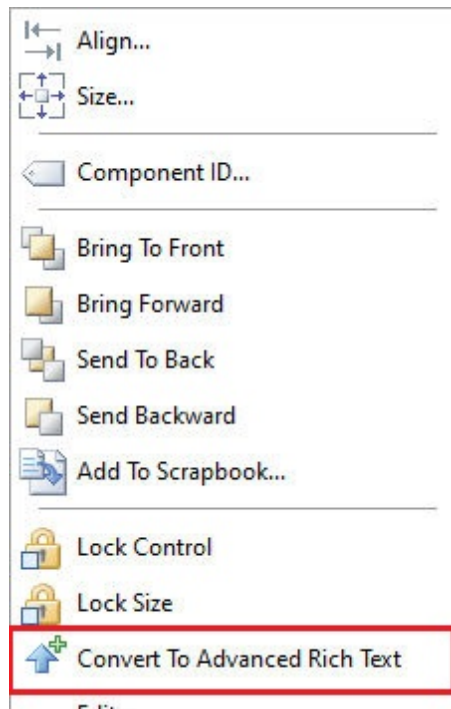 Align...
Size...
Component ID...
Bring To Front
Bring Forward
Send To Back
Send Backward
Add To Scrapbook...
Lock Control
Lock Size
Convert To Advanced Rich Text